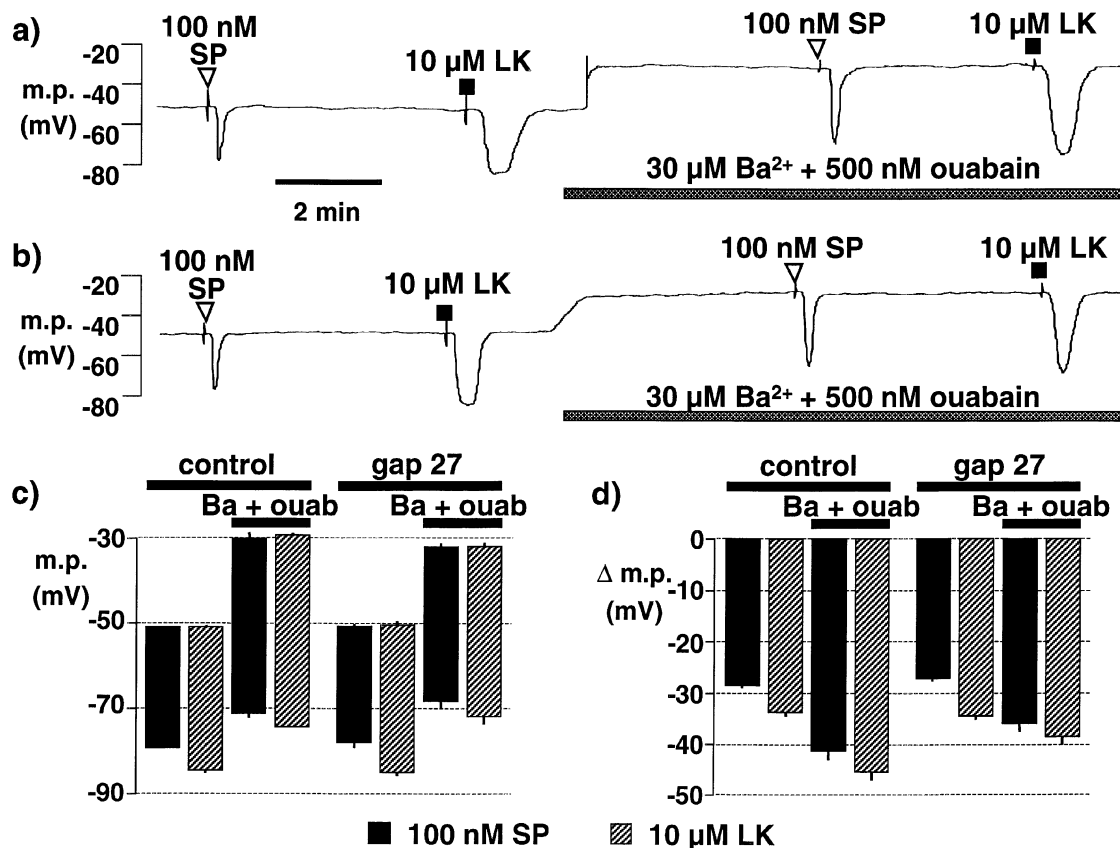 a)
100 nM
SP
10 µM LK
100 nM SP
10 µM LK
-20
m.p. -40
(mV) -60
-80
2 min
30 µM Ba2+ + 500 nM ouabain
b)
100 nM
SP
10 µM LK
100 nM SP
10 µM LK
-20
m.p. -40
(mV) -60
-80
30 µM Ba2+ + 500 nM ouabain
c)
control
gap 27
Ba + ouab
Ba + ouab
m.p.
(mV)
-30
-50
-70
-90
d)
control
gap 27
Ba + ouab
Ba + ouab
Δ m.p.
(mV)
0
-10
-20
-30
-40
-50
100 nM SP
10 µM LK